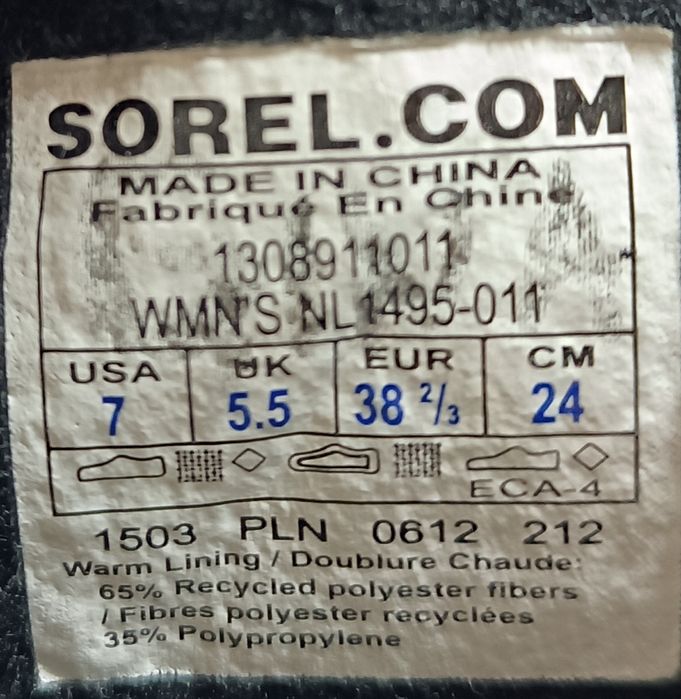 SOREL.COM
MADE IN CHINA
Fabriqué En Chine
1308911011
WMN'S NL1495-011
USA UK EUR CM
7 5.5 38 2/3 24
ECA-4
1503 PLN 0612 212
Warm Lining / Doublure Chaude:
65% Recycled polyester fibers
/ Fibres polyester recyclées
35% Polypropylene